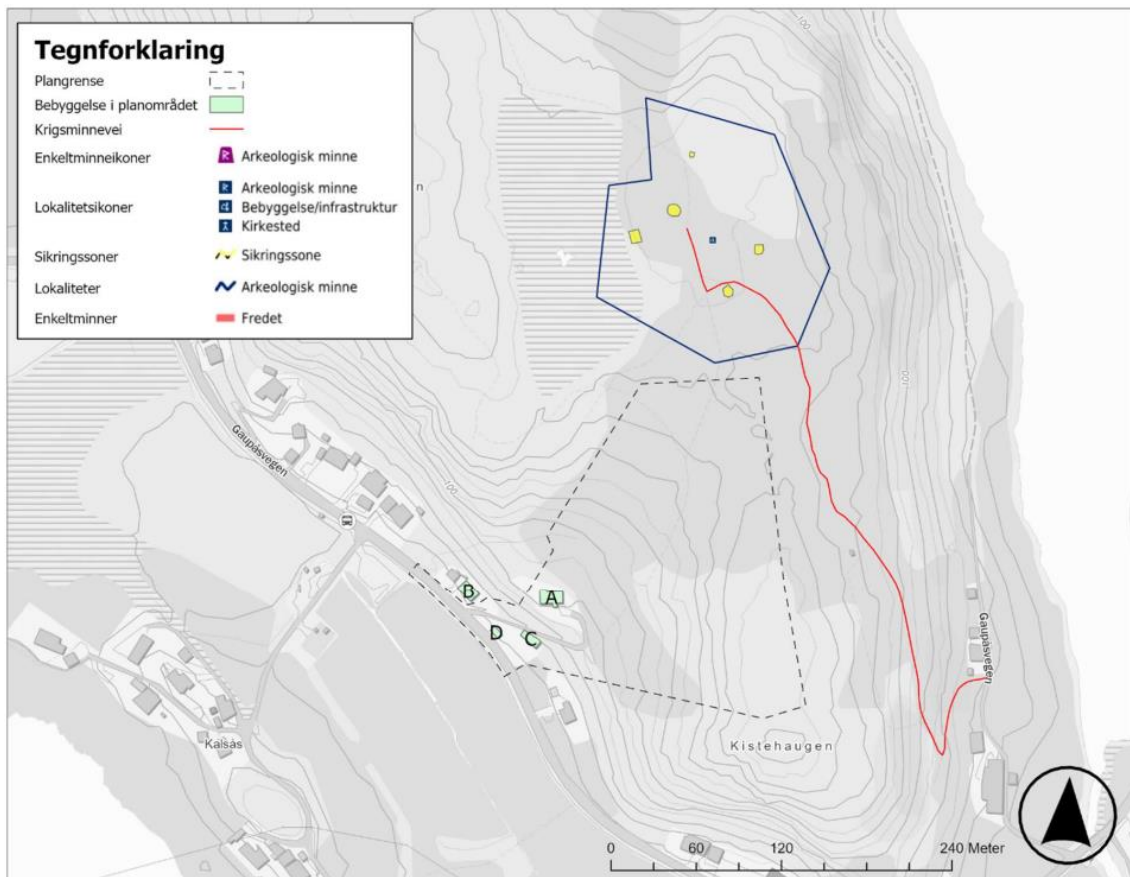 Tegnforklaring
Plangrense
Bebyggelse i planområdet
Krigsminnevei
Enkeltminneikoner
Arkeologisk minne
Lokalitetsikoner
Arkeologisk minne
Bebyggelse/infrastruktur
Kirkested
Sikringssoner
Sikringssone
Lokaliteter
Arkeologisk minne
Enkeltminner
Fredet
100
n
100
Gaupåsvegen
100
B
A
D
C
Gaupåsvegen
Kalsås
Kistehaugen
0 60 120 240 Meter